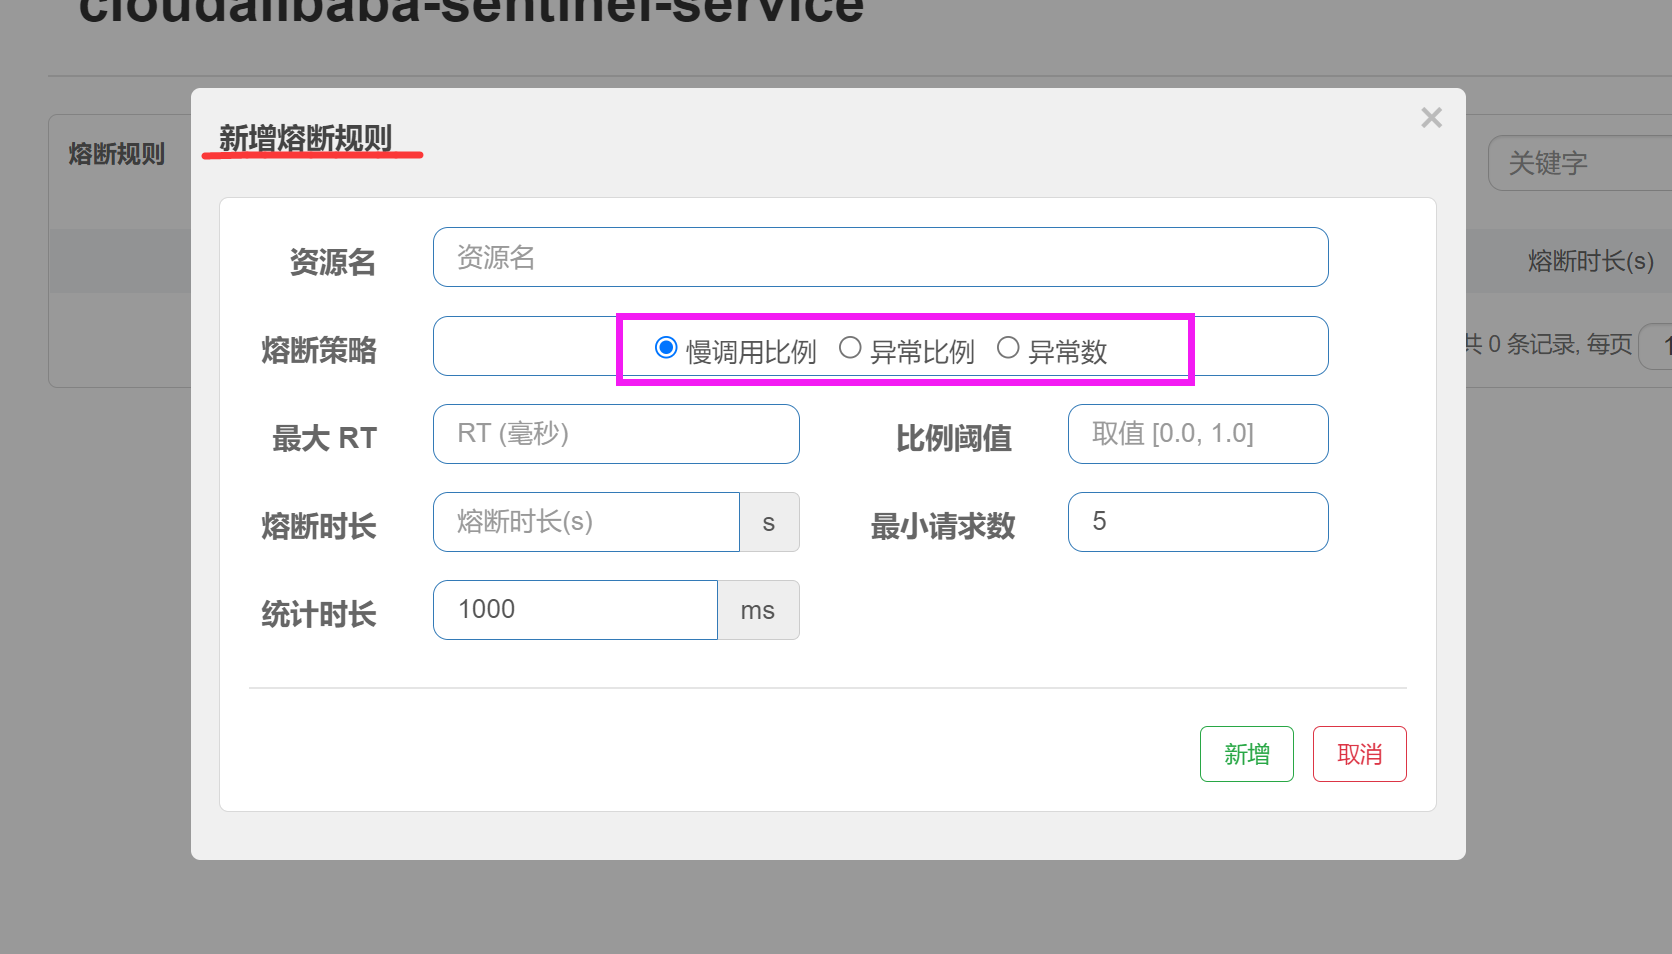 cloudalibaba-sentinel-service
熔断规则
关键字
熔断时长(s)
共 0 条记录, 每页
1
新增熔断规则
×
资源名 资源名
熔断策略 慢调用比例 异常比例 异常数
最大 RT RT (毫秒) 比例阈值 取值 [0.0, 1.0]
熔断时长 熔断时长(s) s 最小请求数 5
统计时长 1000 ms
新增 取消